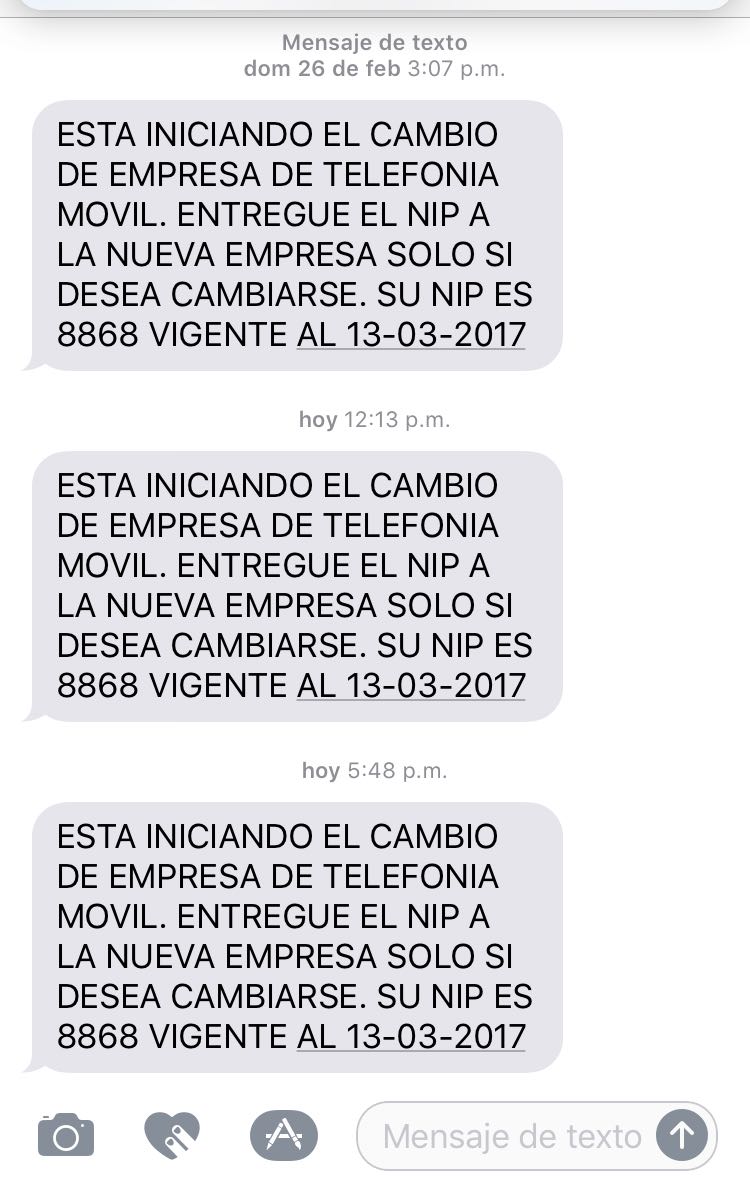 Mensaje de texto
dom 26 de feb 3:07 p.m.
ESTA INICIANDO EL CAMBIO
DE EMPRESA DE TELEFONIA
MOVIL. ENTREGUE EL NIP A
LA NUEVA EMPRESA SOLO SI
DESEA CAMBIARSE. SU NIP ES
8868 VIGENTE AL 13-03-2017
hoy 12:13 p.m.
ESTA INICIANDO EL CAMBIO
DE EMPRESA DE TELEFONIA
MOVIL. ENTREGUE EL NIP A
LA NUEVA EMPRESA SOLO SI
DESEA CAMBIARSE. SU NIP ES
8868 VIGENTE AL 13-03-2017
hoy 5:48 p.m.
ESTA INICIANDO EL CAMBIO
DE EMPRESA DE TELEFONIA
MOVIL. ENTREGUE EL NIP A
LA NUEVA EMPRESA SOLO SI
DESEA CAMBIARSE. SU NIP ES
8868 VIGENTE AL 13-03-2017
Mensaje de texto